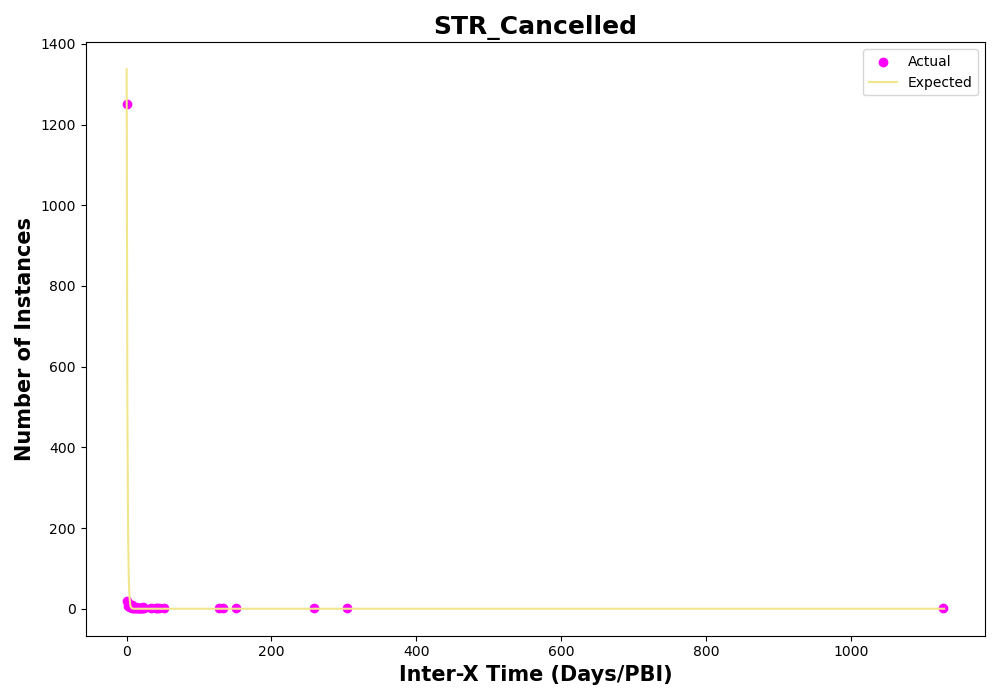 STR_Cancelled
Actual
Expected
1400
1200
1000
800
600
400
200
0
Number of Instances
0 200 400 600 800 1000
Inter-X Time (Days/PBI)